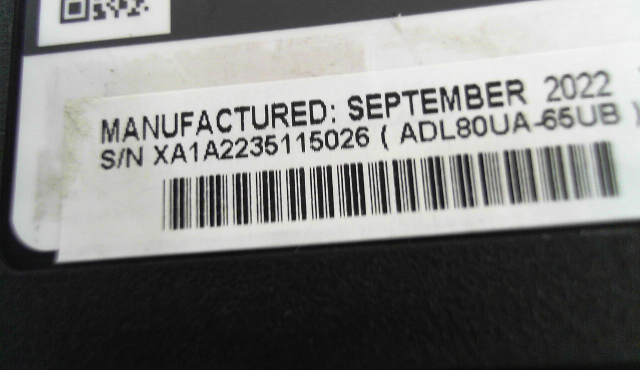 MANUFACTURED: SEPTEMBER 2022
S/N XA1A2235115026 ( ADL80UA-65UB )